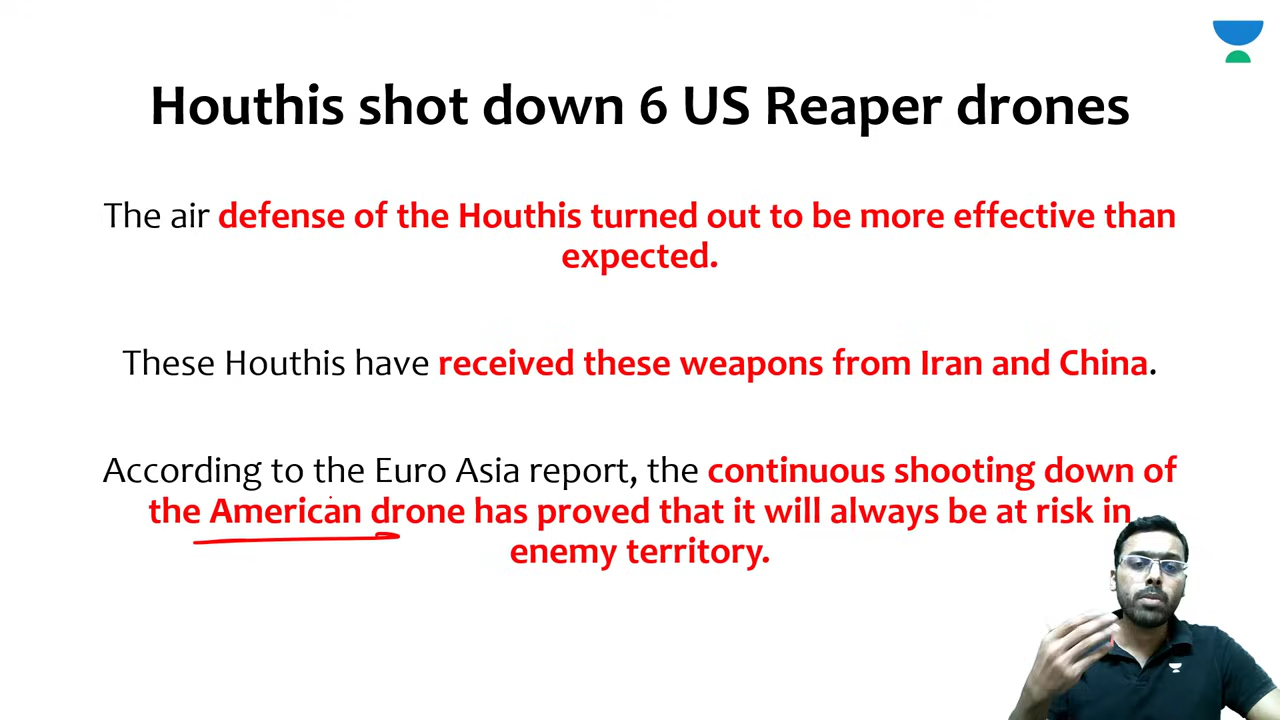 Houthis shot down 6 US Reaper drones
The air defense of the Houthis turned out to be more effective than
expected.
These Houthis have received these weapons from Iran and China.
According to the Euro Asia report, the continuous shooting down of
the American drone has proved that it will always be at risk in
enemy territory.